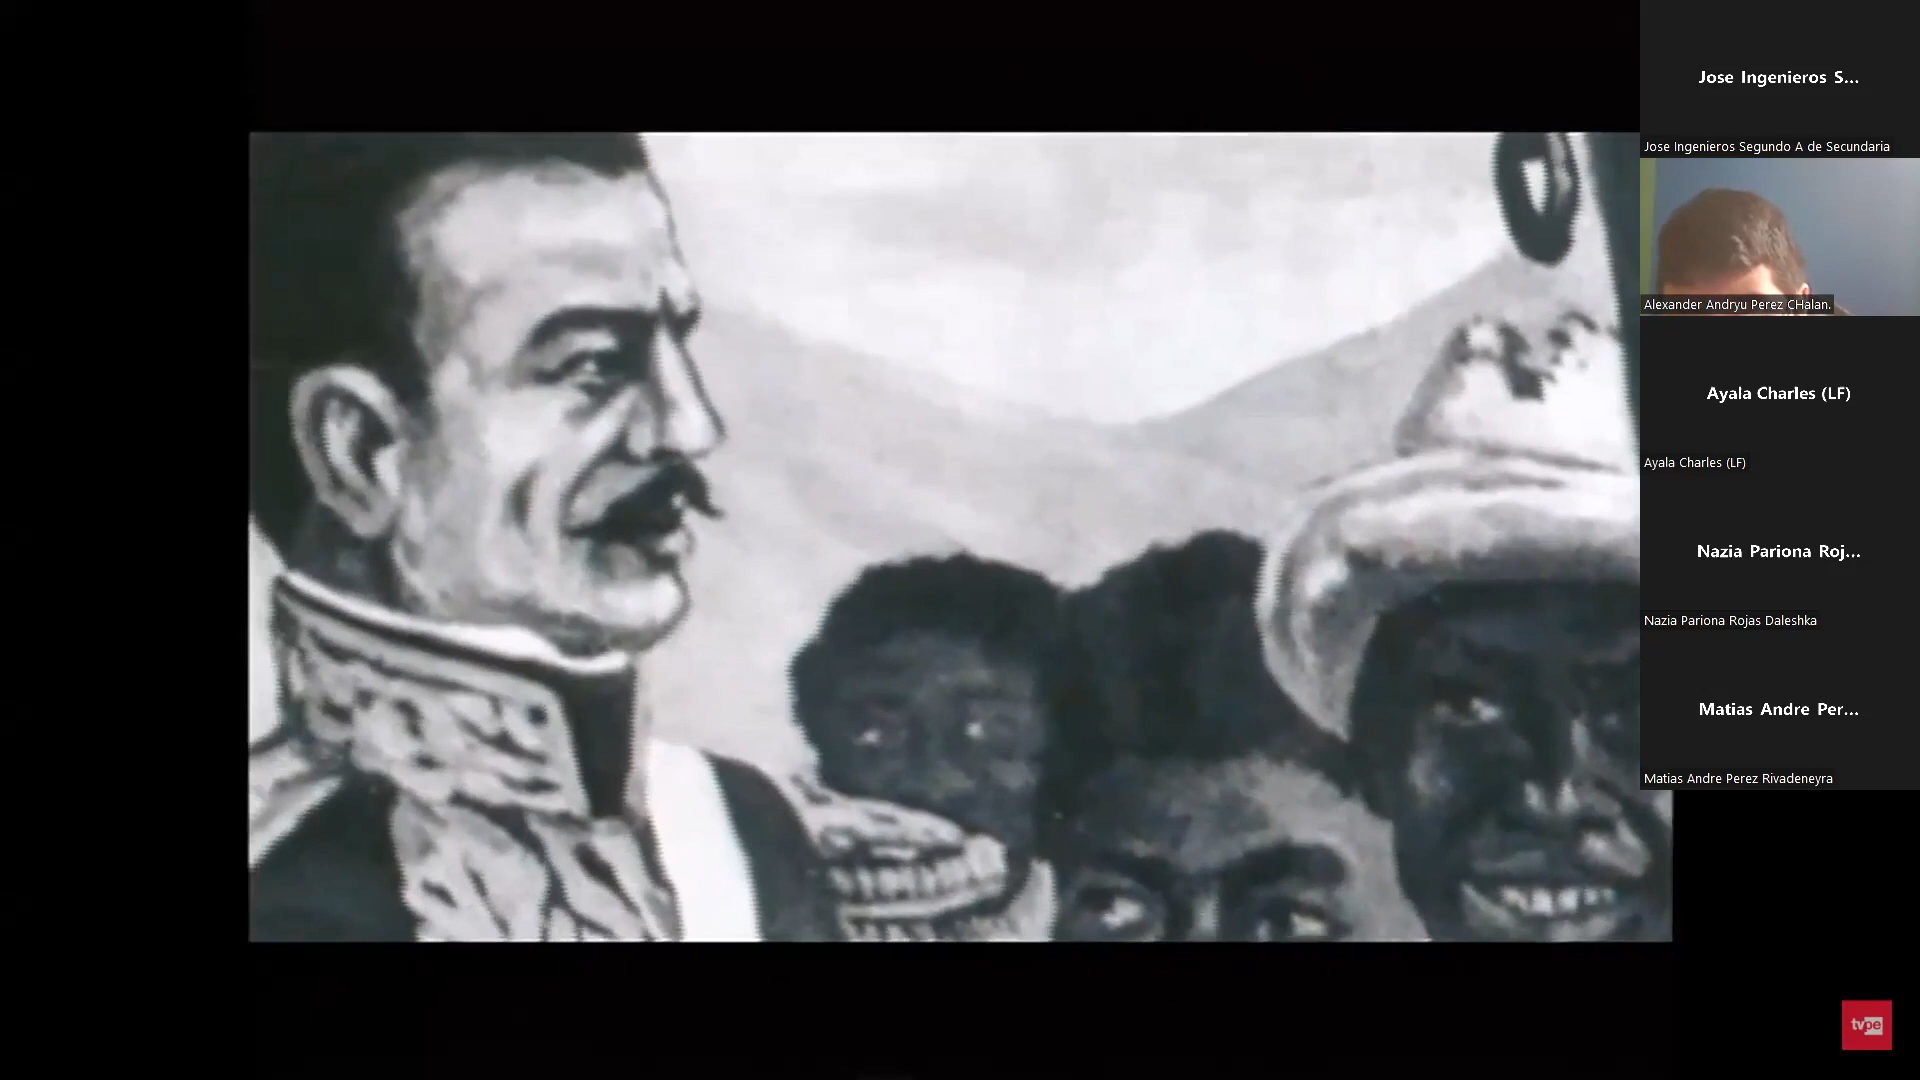 Jose Ingenieros S...
Jose Ingenieros Segundo A de Secundaria
Alexander Andryu Perez CHalan.
Ayala Charles (LF)
Ayala Charles (LF)
Nazia Pariona Roj...
Nazia Pariona Rojas Daleshka
Matias Andre Per...
Matias Andre Perez Rivadeneyra
tvpe